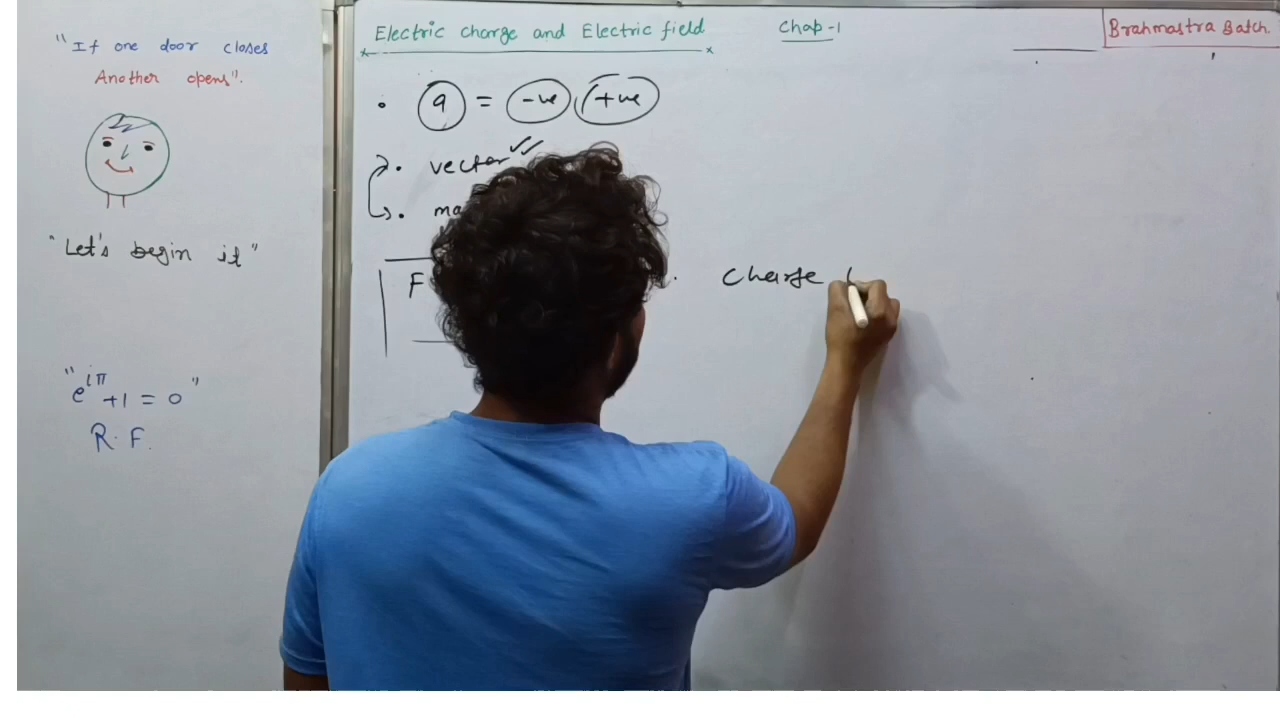 "If one door closes
Another opens".
"Let's begin it"
"e^iπ +1 = 0"
R. F.
Electric charge and Electric field
Chap-1
Brahmastra Batch.
• q = -ve, +ve
• vector
• ma
F
Charge